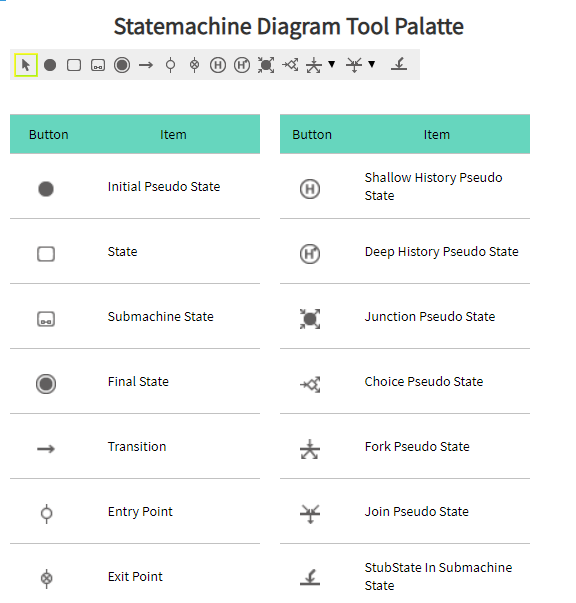 Statemachine Diagram Tool Palatte
Button Item
Initial Pseudo State
State
Submachine State
Final State
Transition
Entry Point
Exit Point
Button Item
Shallow History Pseudo
State
Deep History Pseudo State
Junction Pseudo State
Choice Pseudo State
Fork Pseudo State
Join Pseudo State
StubState In Submachine
State